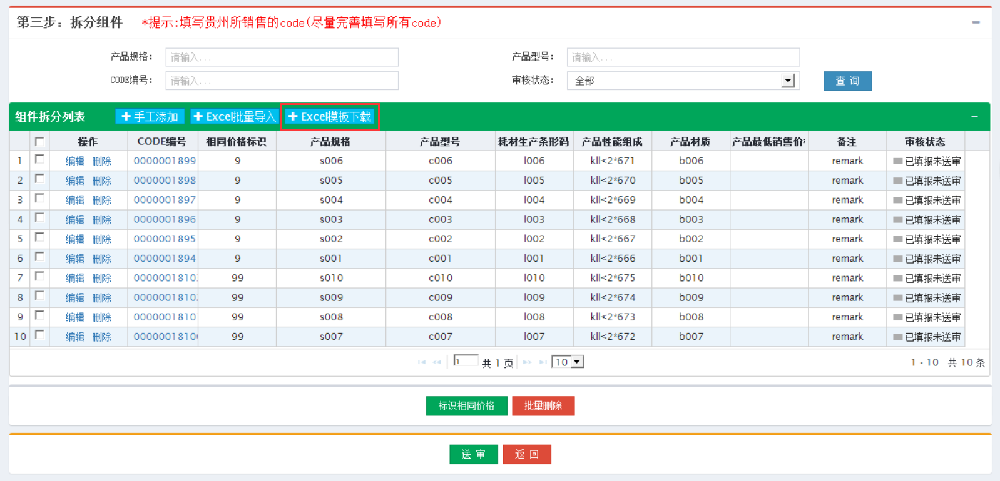 第三步：拆分组件 *提示:填写贵州所销售的code(尽量完善填写所有code)
产品规格： 请输入... 产品型号： 请输入...
CODE编号： 请输入... 审核状态： 全部 查 询
组件拆分列表 手工添加 Excel批量导入 Excel模板下载
操作 CODE编号 相同价格标识 产品规格 产品型号 耗材生产条形码 产品性能组成 产品材质 产品最低销售价 备注 审核状态
1 编辑 删除 0000001899 9 s006 c006 l006 kll<2*671 b006 remark 已填报未送审
2 编辑 删除 0000001898 9 s005 c005 l005 kll<2*670 b005 remark 已填报未送审
3 编辑 删除 0000001897 9 s004 c004 l004 kll<2*669 b004 remark 已填报未送审
4 编辑 删除 0000001896 9 s003 c003 l003 kll<2*668 b003 remark 已填报未送审
5 编辑 删除 0000001895 9 s002 c002 l002 kll<2*667 b002 remark 已填报未送审
6 编辑 删除 0000001894 9 s001 c001 l001 kll<2*666 b001 remark 已填报未送审
7 编辑 删除 0000001810 99 s010 c010 l010 kll<2*675 b010 remark 已填报未送审
8 编辑 删除 0000001810 99 s009 c009 l009 kll<2*674 b009 remark 已填报未送审
9 编辑 删除 0000001810 99 s008 c008 l008 kll<2*673 b008 remark 已填报未送审
10 编辑 删除 0000001810 99 s007 c007 l007 kll<2*672 b007 remark 已填报未送审
1 共 1 页 10 1 - 10 共 10 条
标识相同价格 批量删除
送 审 返 回